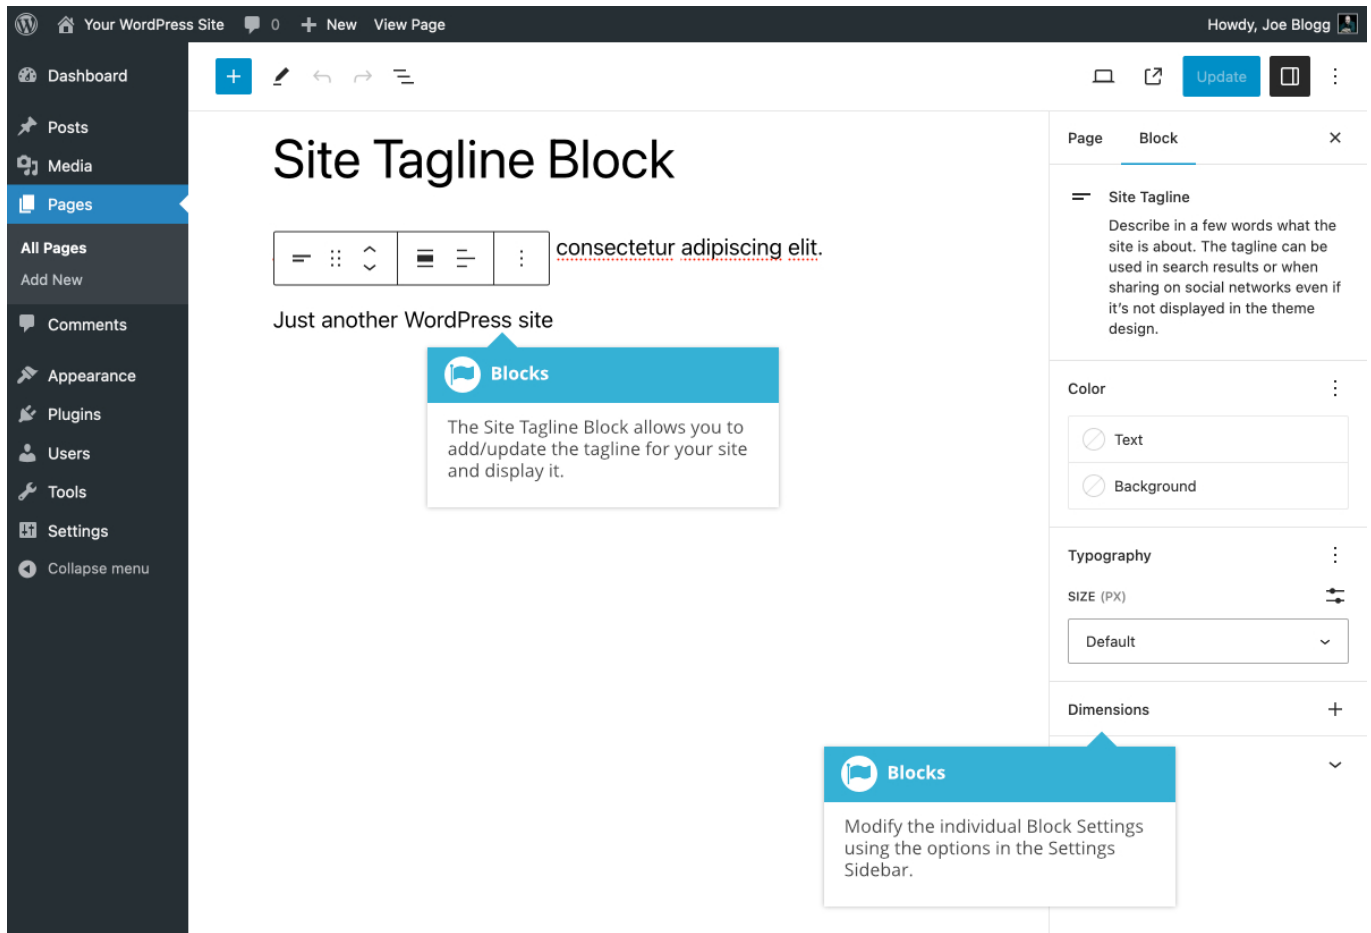 Your WordPress Site 0 New View Page Howdy, Joe Blogg
Dashboard
Posts
Media
Pages
All Pages
Add New
Comments
Appearance
Plugins
Users
Tools
Settings
Collapse menu
Update
Site Tagline Block
consectetur adipiscing elit.
Just another WordPress site
Blocks
The Site Tagline Block allows you to
add/update the tagline for your site
and display it.
Page Block
Site Tagline
Describe in a few words what the
site is about. The tagline can be
used in search results or when
sharing on social networks even if
it's not displayed in the theme
design.
Color
Text
Background
Typography
SIZE (PX)
Default
Dimensions
Blocks
Modify the individual Block Settings
using the options in the Settings
Sidebar.